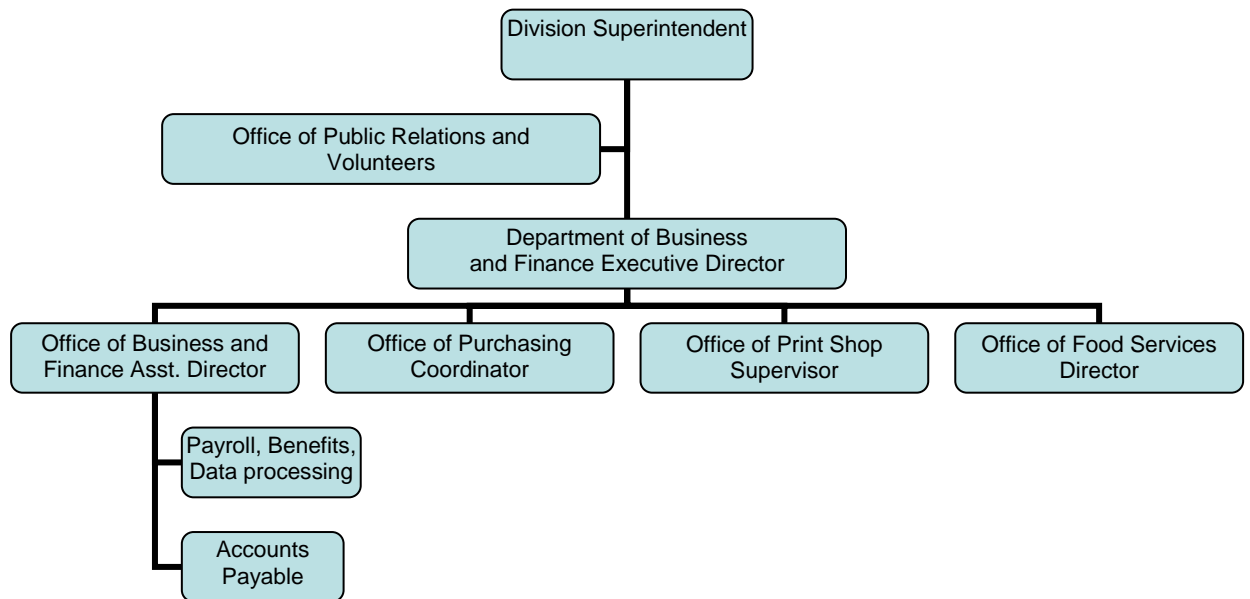 Division Superintendent
Office of Public Relations and
Volunteers
Department of Business
and Finance Executive Director
Office of Business and
Finance Asst. Director
Office of Purchasing
Coordinator
Office of Print Shop
Supervisor
Office of Food Services
Director
Payroll, Benefits,
Data processing
Accounts
Payable